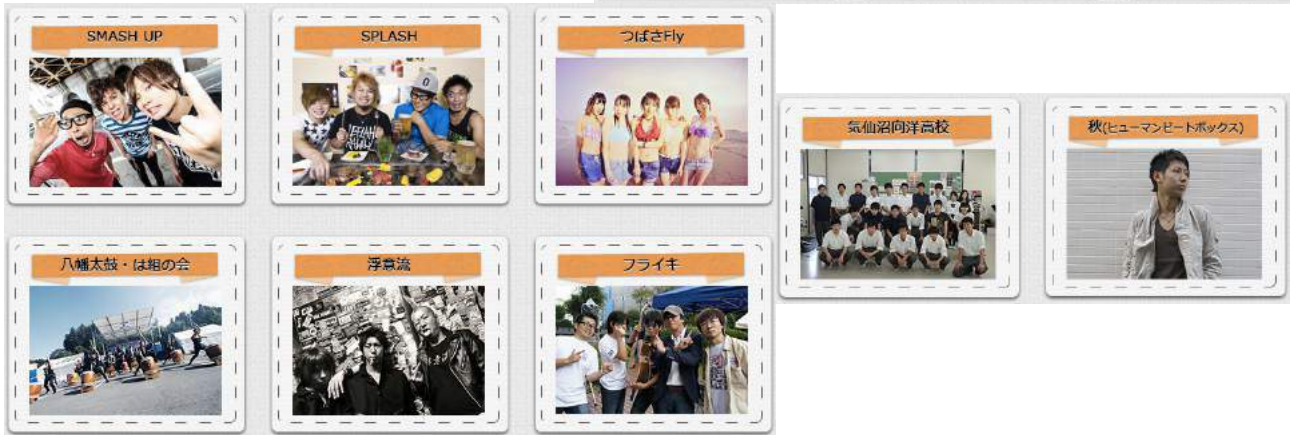 SMASH UP
SPLASH
つばさFly
気仙沼向洋高校
秋(ヒューマンビートボックス)
八幡太鼓・は組の会
浮意流
フライキ